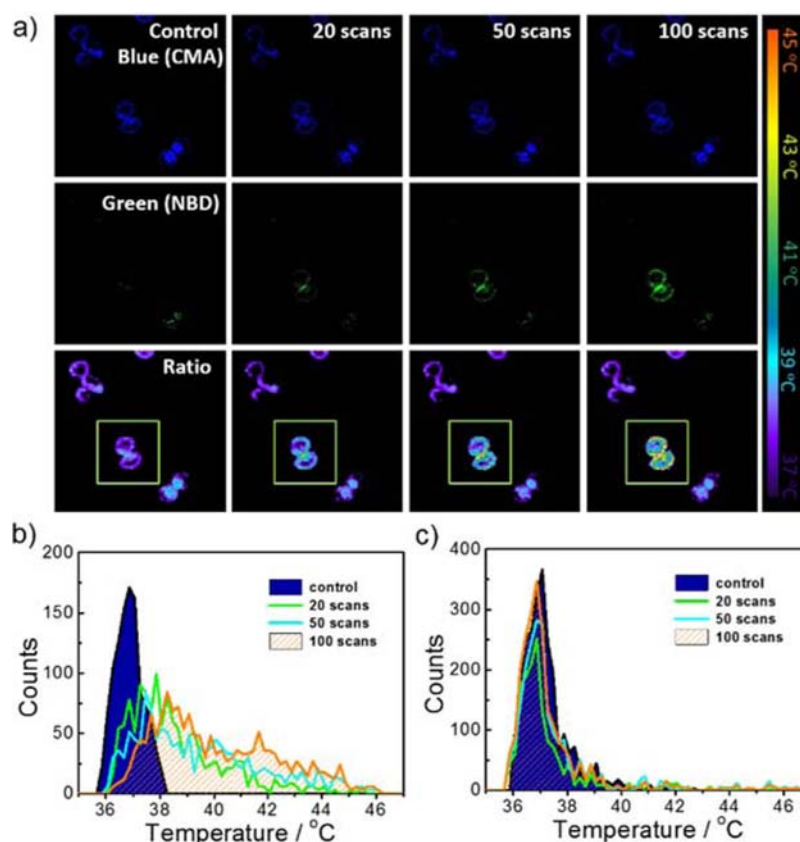 a)
Control
Blue (CMA)
20 scans
50 scans
100 scans
Green (NBD)
Ratio
45 °C
43 °C
41 °C
39 °C
37 °C
b)
200
150
100
50
0
Counts
control
20 scans
50 scans
100 scans
36 38 40 42 44 46
Temperature / °C
c)
400
300
200
100
0
Counts
control
20 scans
50 scans
100 scans
36 38 40 42 44 46
Temperature / °C